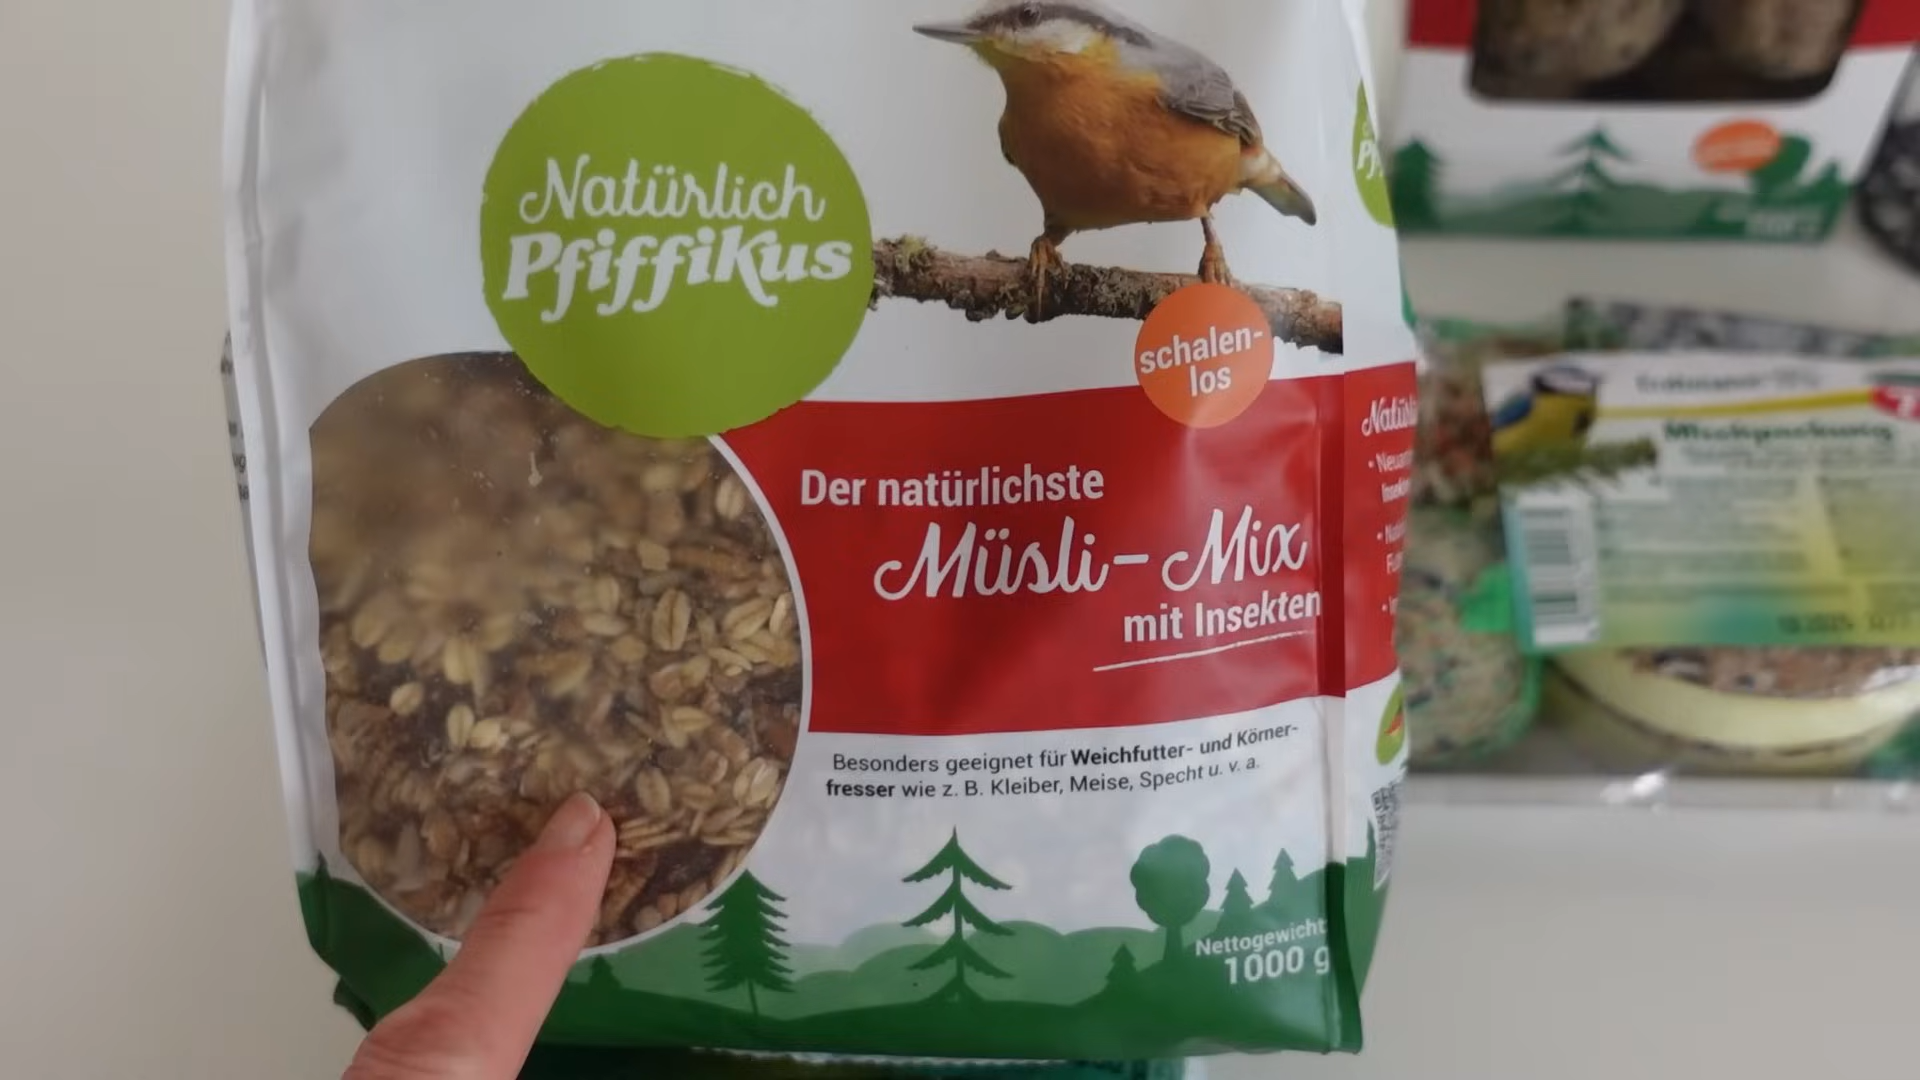 Natürlich
Pfiffikus
schalen-
los
Der natürlichste
Müsli-Mix
mit Insekten
Besonders geeignet für Weichfutter- und Körner-
fresser wie z. B. Kleiber, Meise, Specht u. v. a.
Nettogewicht
1000 g
Mischpackung